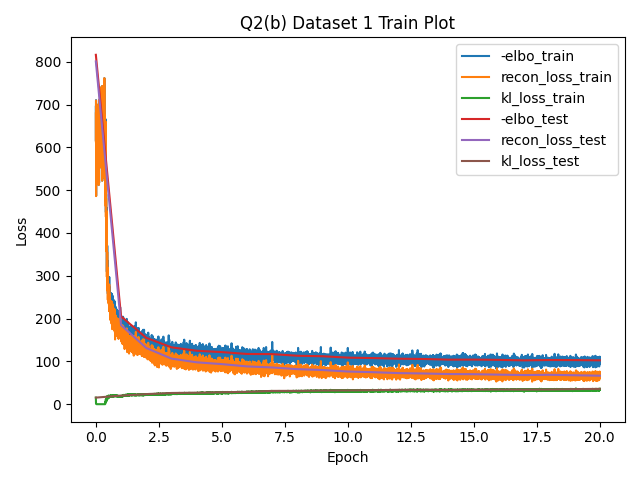 Q2(b) Dataset 1 Train Plot
-elbo_train
recon_loss_train
kl_loss_train
-elbo_test
recon_loss_test
kl_loss_test
Loss
800
700
600
500
400
300
200
100
0
0.0 2.5 5.0 7.5 10.0 12.5 15.0 17.5 20.0
Epoch